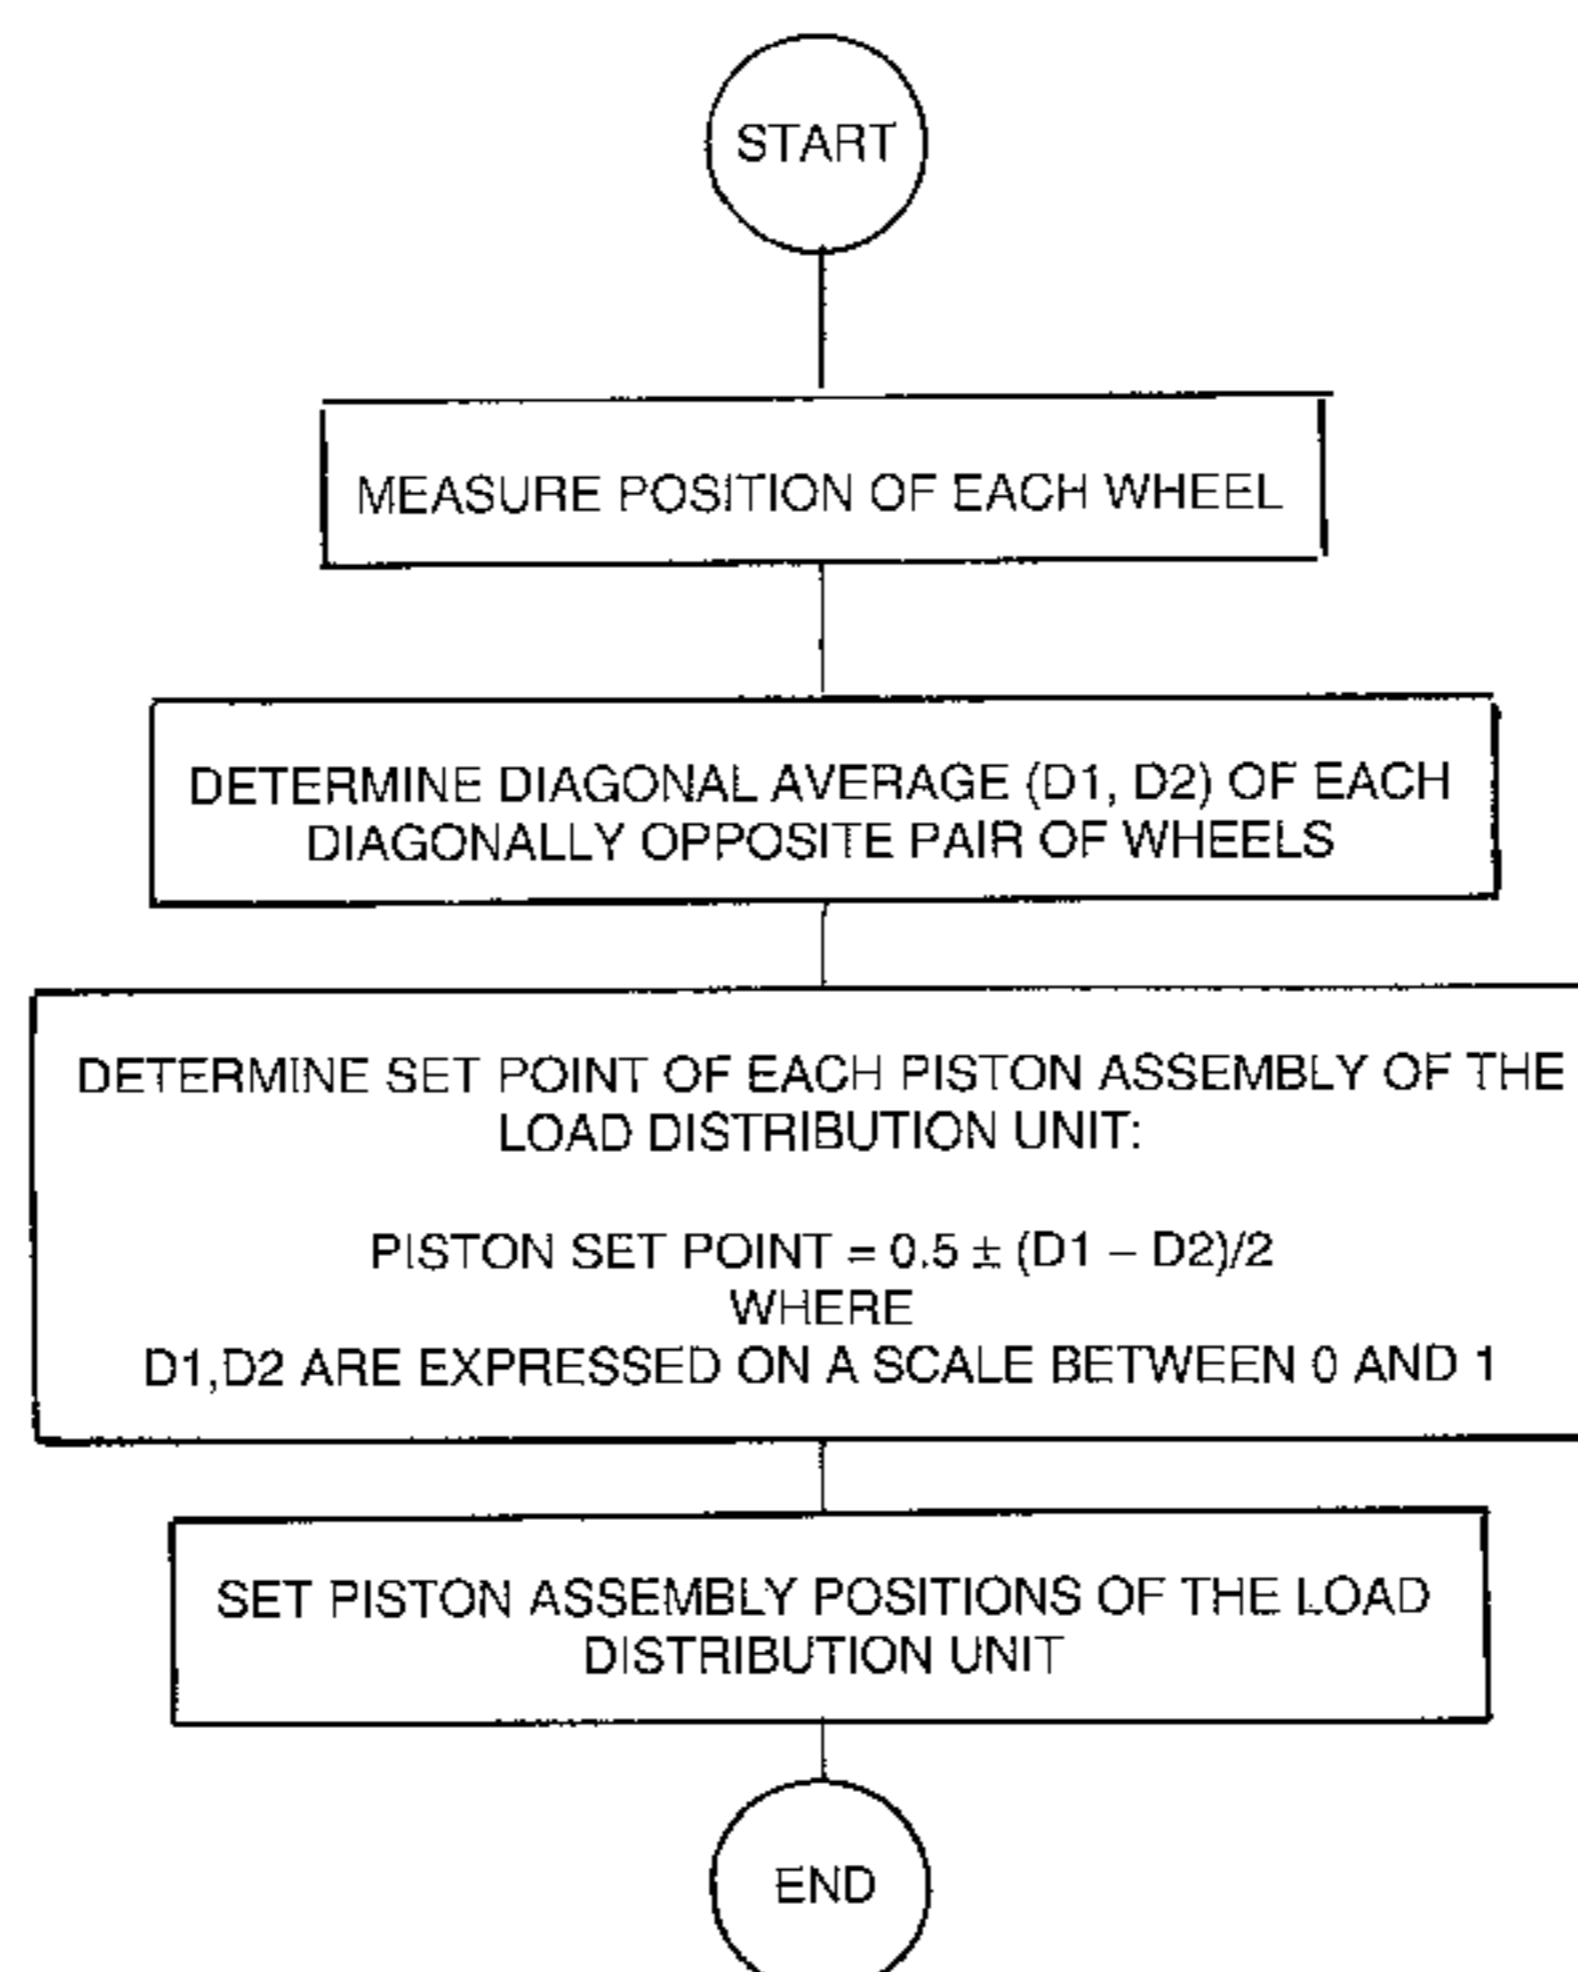 START
MEASURE POSITION OF EACH WHEEL
DETERMINE DIAGONAL AVERAGE (D1, D2) OF EACH
DIAGONALLY OPPOSITE PAIR OF WHEELS
DETERMINE SET POINT OF EACH PISTON ASSEMBLY OF THE
LOAD DISTRIBUTION UNIT:
PISTON SET POINT = 0.5 ± (D1 – D2)/2
WHERE
D1,D2 ARE EXPRESSED ON A SCALE BETWEEN 0 AND 1
SET PISTON ASSEMBLY POSITIONS OF THE LOAD
DISTRIBUTION UNIT
END